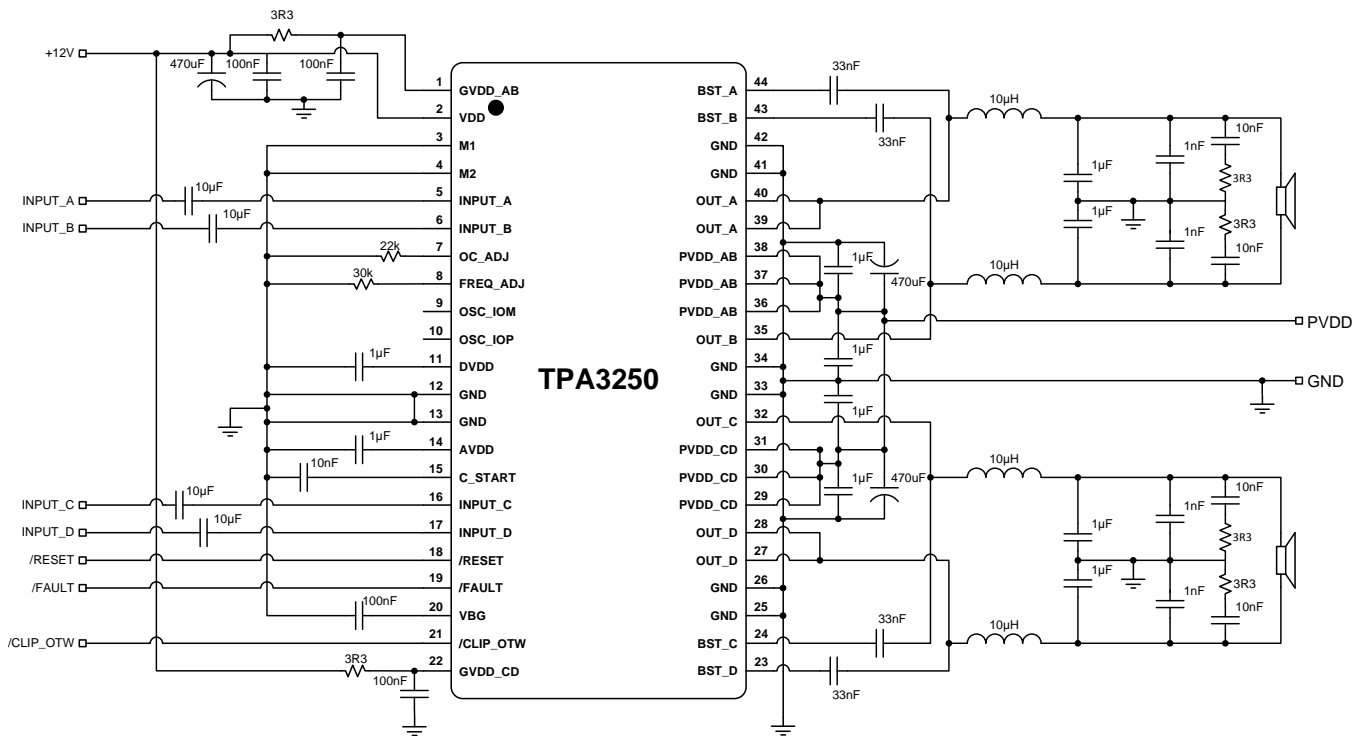 3R3
+12V
470uF
100nF
100nF
1
GVDD_AB
2
VDD
3
M1
4
M2
INPUT_A
10µF
5
INPUT_A
INPUT_B
10µF
6
INPUT_B
22k
7
OC_ADJ
30k
8
FREQ_ADJ
9
OSC_IOM
10
OSC_IOP
1µF
11
DVDD
12
GND
13
GND
1µF
14
AVDD
10nF
15
C_START
INPUT_C
10µF
16
INPUT_C
INPUT_D
10µF
17
INPUT_D
/RESET
18
/RESET
/FAULT
19
/FAULT
100nF
20
VBG
/CLIP_OTW
21
/CLIP_OTW
3R3
22
GVDD_CD
100nF
TPA3250
BST_A
44
33nF
BST_B
43
33nF
GND
42
GND
41
OUT_A
40
OUT_A
39
PVDD_AB
38
PVDD_AB
37
PVDD_AB
36
OUT_B
35
GND
34
GND
33
OUT_C
32
PVDD_CD
31
PVDD_CD
30
PVDD_CD
29
OUT_D
28
OUT_D
27
GND
26
GND
25
BST_C
24
33nF
BST_D
23
33nF
1µF
470uF
1µF
1µF
1µF
470uF
10µH
10nF
1nF
1µF
3R3
1µF
3R3
1nF
10nF
10µH
PVDD
GND
10µH
10nF
1nF
1µF
3R3
1µF
3R3
1nF
10nF
10µH